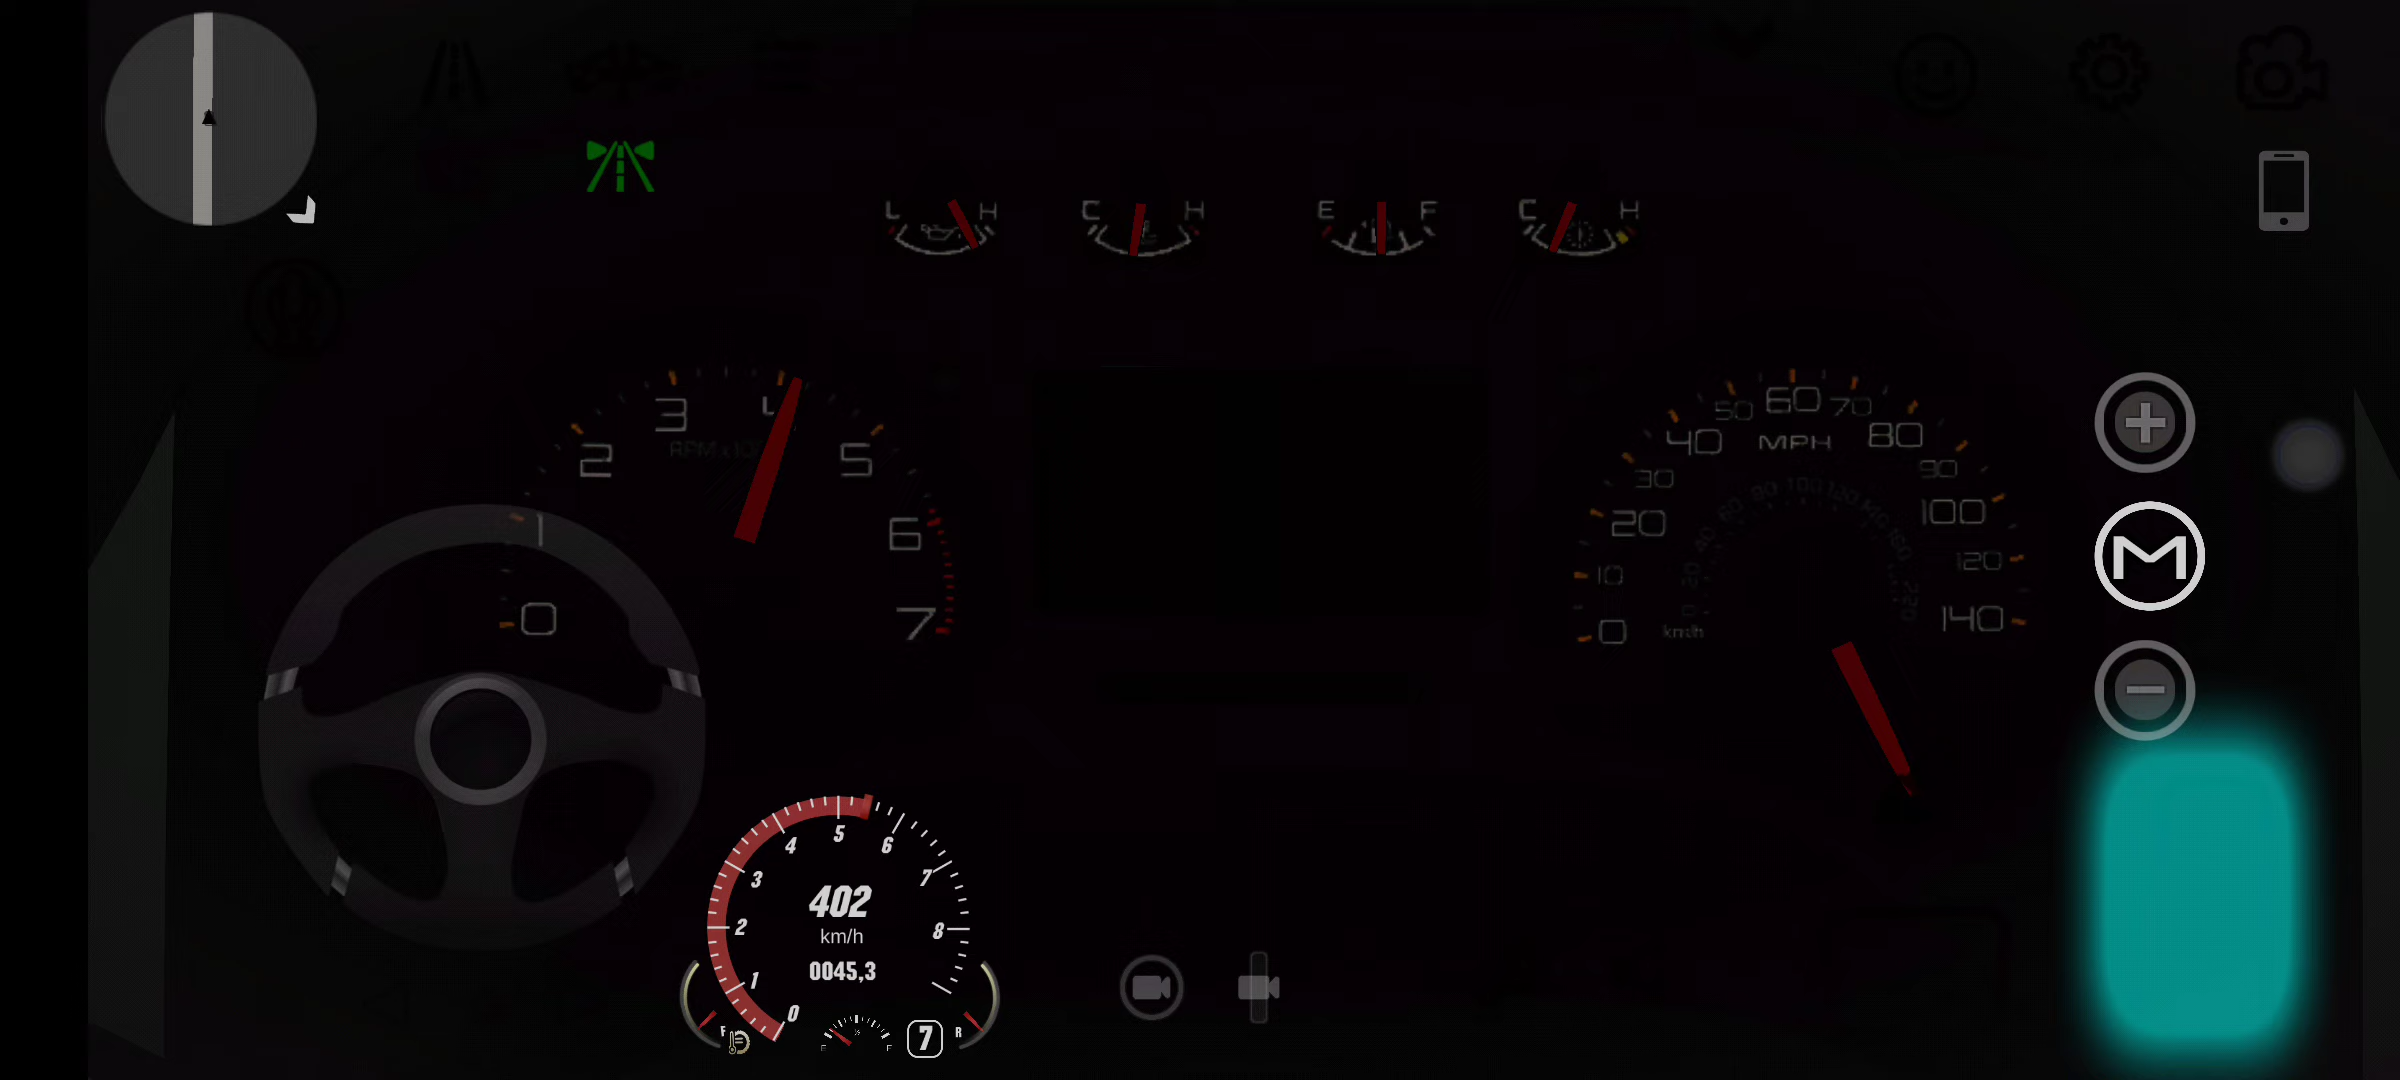 L H
C H
E F
C H
0 1 2 3 4 5 6 7
0 10 20 30 40 50 60 70 80 90 100 120 140
MPH
km/h
M
0 1 2 3 4 5 6 7 8
402
km/h
0045,3
F
E F
7
R